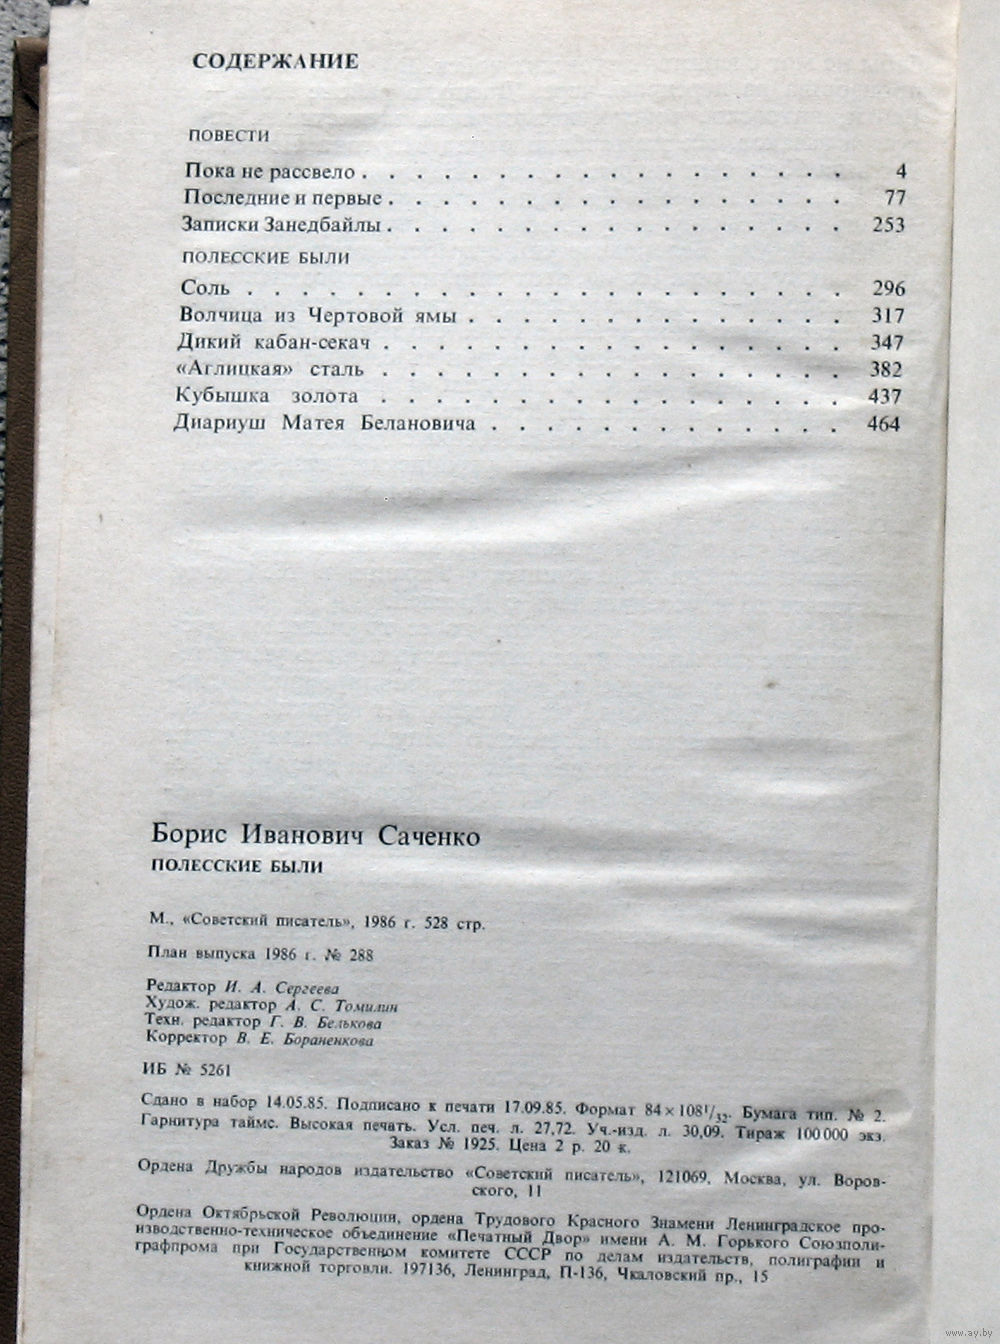 СОДЕРЖАНИЕ
ПОВЕСТИ
Пока не рассвело . . . . . . . . . . . . . . . . . . 4
Последние и первые . . . . . . . . . . . . . . . . . 77
Записки Занедбайлы . . . . . . . . . . . . . . . . . 253
ПОЛЕССКИЕ БЫЛИ
Соль . . . . . . . . . . . . . . . . . . . . . . 296
Волчица из Чертовой ямы . . . . . . . . . . . . . . 317
Дикий кабан-секач . . . . . . . . . . . . . . . . . 347
«Аглицкая» сталь . . . . . . . . . . . . . . . . . 382
Кубышка золота . . . . . . . . . . . . . . . . . 437
Диариуш Матея Белановича . . . . . . . . . . . . . 464
Борис Иванович Саченко
ПОЛЕССКИЕ БЫЛИ
М., «Советский писатель», 1986 г. 528 стр.
План выпуска 1986 г. № 288
Редактор И. А. Сергеева
Худож. редактор А. С. Томилин
Техн. редактор Г. В. Белькова
Корректор В. Е. Бораненкова
ИБ № 5261
Сдано в набор 14.05.85. Подписано к печати 17.09.85. Формат 84×108¹/₃₂. Бумага тип. № 2.
Гарнитура таймс. Высокая печать. Усл. печ. л. 27,72. Уч.-изд. л. 30,09. Тираж 100 000 экз.
Заказ № 1925. Цена 2 р. 20 к.
Ордена Дружбы народов издательство «Советский писатель», 121069, Москва, ул. Воров-
ского, 11
Ордена Октябрьской Революции, ордена Трудового Красного Знамени Ленинградское про-
изводственно-техническое объединение «Печатный Двор» имени А. М. Горького Союзполи-
графпрома при Государственном комитете СССР по делам издательств, полиграфии и
книжной торговли. 197136, Ленинград, П-136, Чкаловский пр., 15
www.ay.by